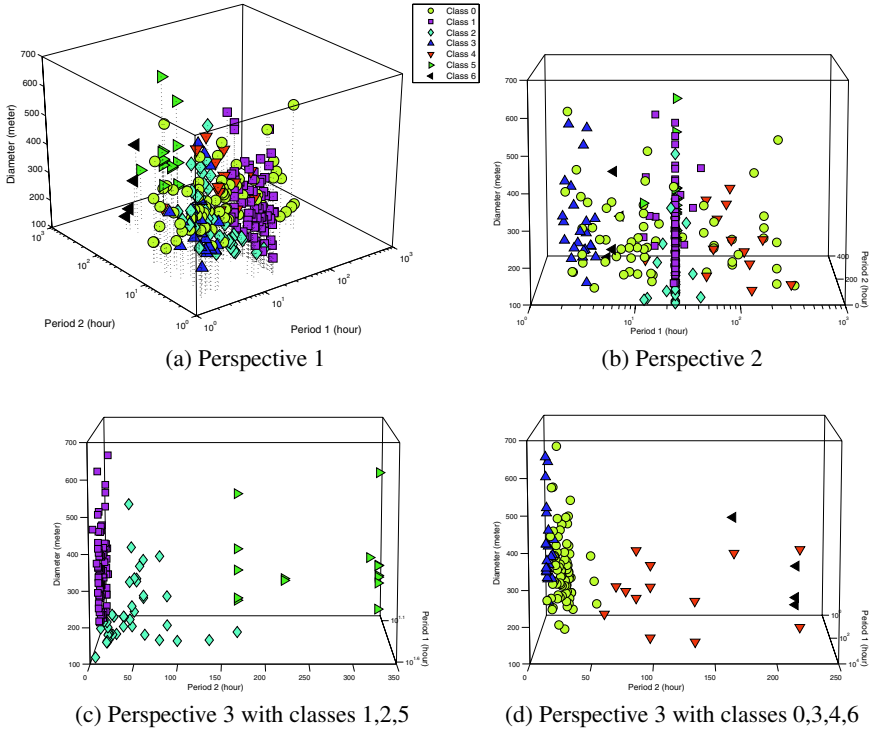 Class 0
Class 1
Class 2
Class 3
Class 4
Class 5
Class 6
700
600
500
400
300
200
100
Diameter (meter)
10³
10²
10¹
10⁰
Period 2 (hour)
10⁰
10¹
10²
10³
Period 1 (hour)
(a) Perspective 1
700
600
500
400
300
200
100
Diameter (meter)
10⁰
10¹
10²
10³
Period 1 (hour)
400
200
0
Period 2 (hour)
(b) Perspective 2
700
600
500
400
300
200
100
Diameter (meter)
0
50
100
150
200
250
300
350
Period 2 (hour)
Period 1 (hour)
(c) Perspective 3 with classes 1,2,5
700
600
500
400
300
200
100
Diameter (meter)
0
50
100
150
200
250
Period 2 (hour)
Period 1 (hour)
(d) Perspective 3 with classes 0,3,4,6